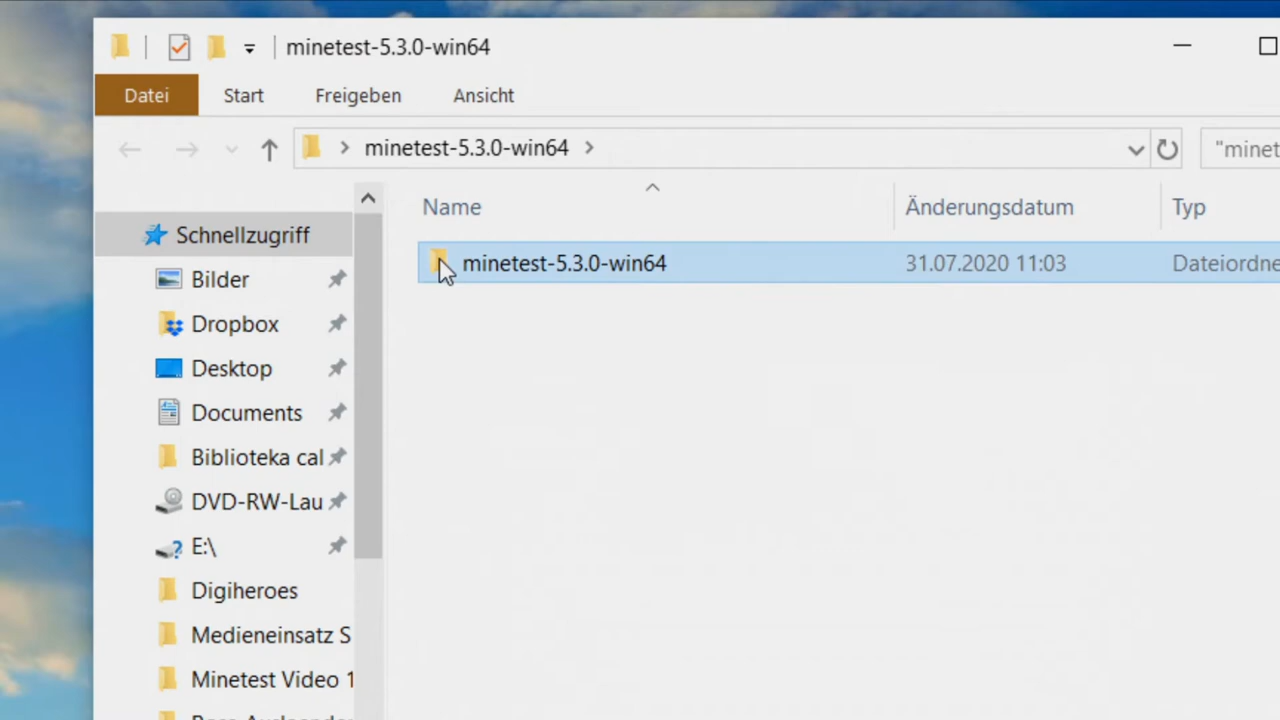 minetest-5.3.0-win64
Datei Start Freigeben Ansicht
minetest-5.3.0-win64
"minet
Name Änderungsdatum Typ
Schnellzugriff
minetest-5.3.0-win64 31.07.2020 11:03 Dateiordne
Bilder
Dropbox
Desktop
Documents
Biblioteka cal
DVD-RW-Lau
E:\
Digiheroes
Medieneinsatz S
Minetest Video 1